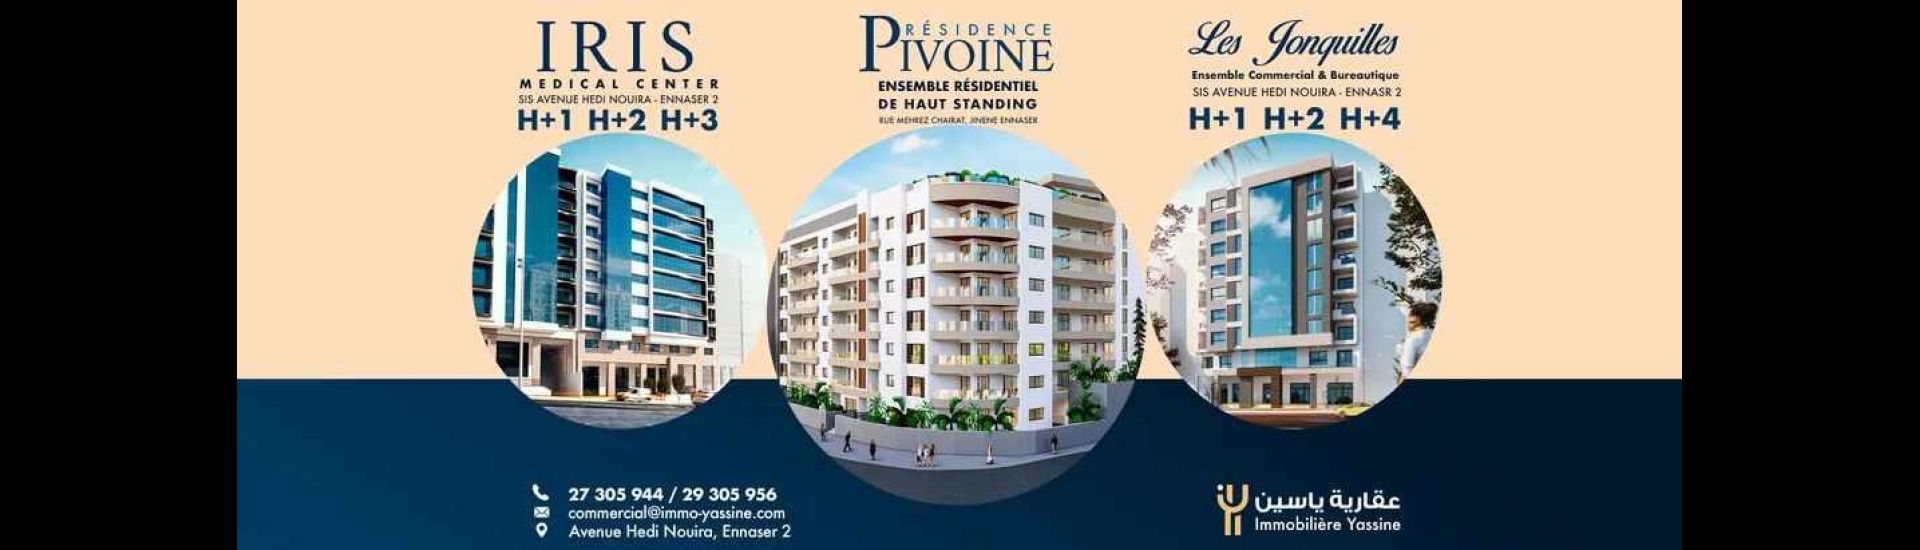 IRIS
MEDICAL CENTER
SIS AVENUE HEDI NOUIRA - ENNASER 2
H+1 H+2 H+3
RÉSIDENCE
PIVOINE
ENSEMBLE RÉSIDENTIEL
DE HAUT STANDING
RUE MEHREZ CHAIRAT, JINENE ENNASER
Les Jonquilles
Ensemble Commercial & Bureautique
SIS AVENUE HEDI NOUIRA - ENNASR 2
H+1 H+2 H+4
27 305 944 / 29 305 956
commercial@immo-yassine.com
Avenue Hedi Nouira, Ennaser 2
عقارية ياسين
Immobilière Yassine